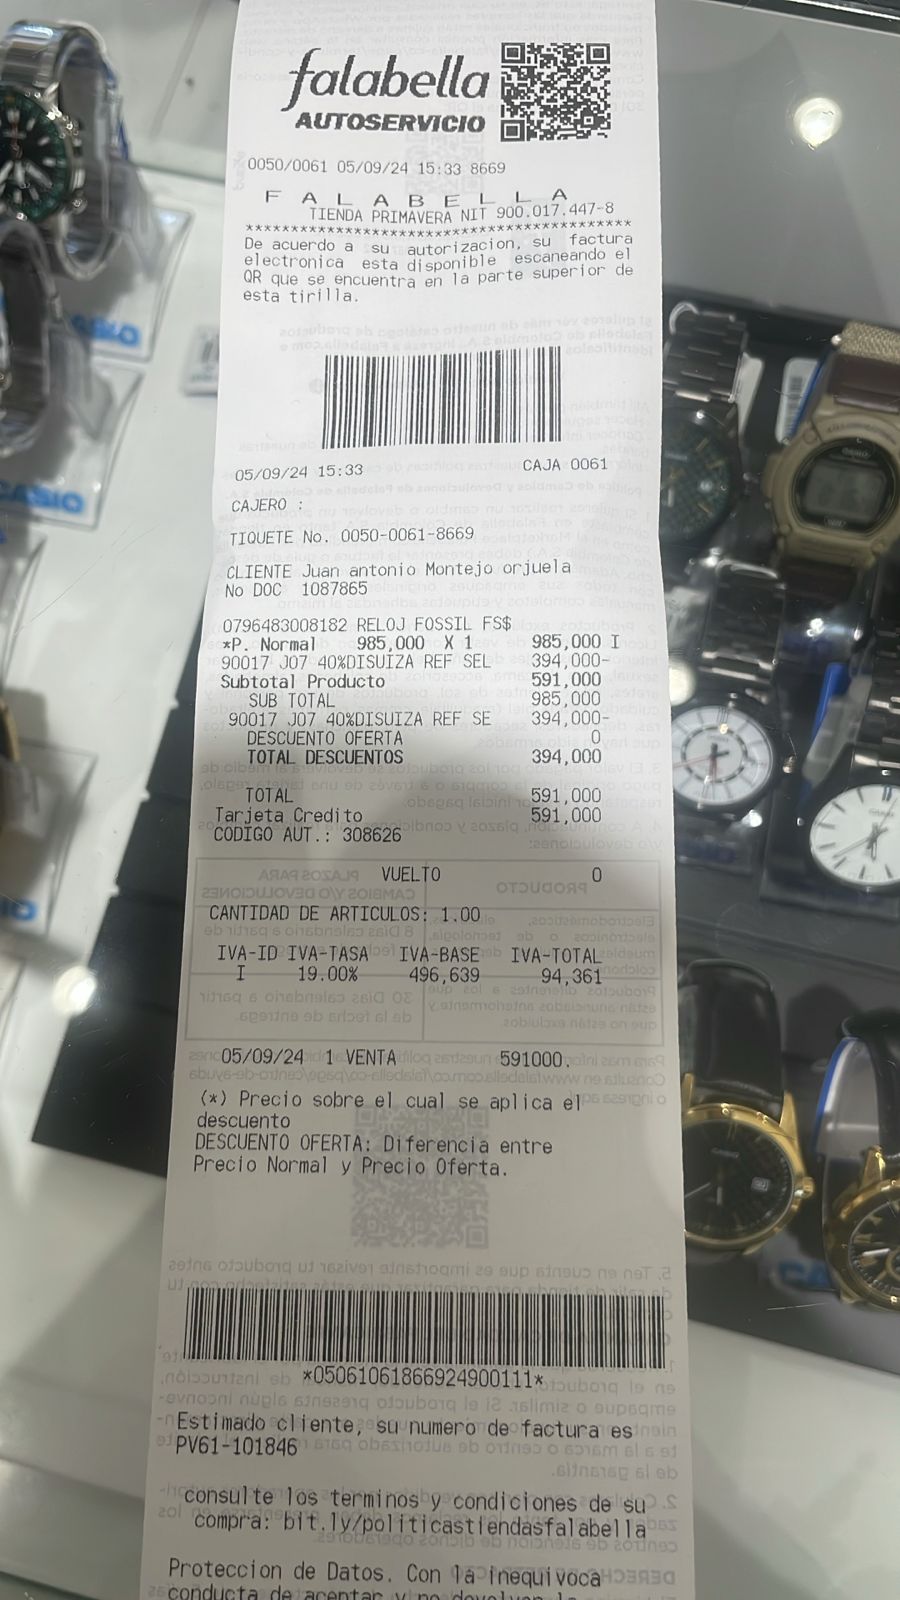 falabella
AUTOSERVICIO
0050/0061 05/09/24 15:33 8669
F A L A B E L L A
TIENDA PRIMAVERA NIT 900.017.447-8
****************************************
De acuerdo a su autorizacion, su factura
electronica esta disponible escaneando el
QR que se encuentra en la parte superior de
esta tirilla.
05/09/24 15:33 CAJA 0061
CAJERO :
TIQUETE No. 0050-0061-8669
CLIENTE Juan antonio Montejo orjuela
No DOC 1087865
0796483008182 RELOJ FOSSIL FS$
*P. Normal 985,000 X 1 985,000 I
90017 J07 40%DISUIZA REF SEL 394,000-
Subtotal Producto 591,000
SUB TOTAL 985,000
90017 J07 40%DISUIZA REF SE 394,000-
DESCUENTO OFERTA 0
TOTAL DESCUENTOS 394,000
TOTAL 591,000
Tarjeta Credito 591,000
CODIGO AUT.: 308626
VUELTO 0
CANTIDAD DE ARTICULOS: 1.00
IVA-ID IVA-TASA IVA-BASE IVA-TOTAL
I 19.00% 496,639 94,361
05/09/24 1 VENTA 591000.
(*) Precio sobre el cual se aplica el
descuento
DESCUENTO OFERTA: Diferencia entre
Precio Normal y Precio Oferta.
*05061061866924900111*
Estimado cliente, su numero de factura es
PV61-101846
consulte los terminos y condiciones de su
compra: bit.ly/politicastiendasfalabella
Proteccion de Datos. Con la inequivoca
conducta de aceptar y no devolver la
CASIO
CASIO